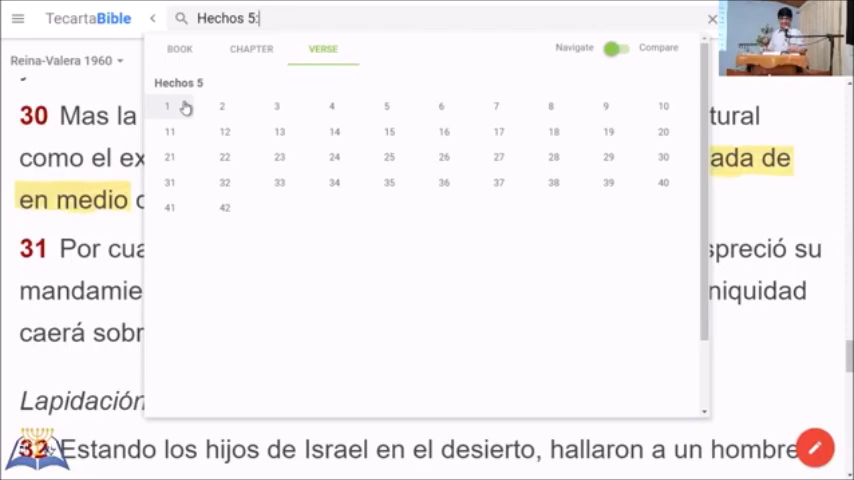 TecartaBible
Hechos 5:
Reina-Valera 1960
BOOK CHAPTER VERSE Navigate Compare
Hechos 5
1 2 3 4 5 6 7 8 9 10
11 12 13 14 15 16 17 18 19 20
21 22 23 24 25 26 27 28 29 30
31 32 33 34 35 36 37 38 39 40
41 42
30 Mas la tural
como el ex ada de
en medio
31 Por cua spreció su
mandamie niquidad
caerá sobr
Lapidación
32 Estando los hijos de Israel en el desierto, hallaron a un hombre